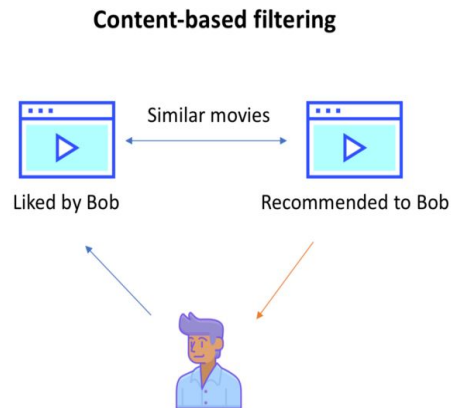 Content-based filtering
Similar movies
Liked by Bob
Recommended to Bob